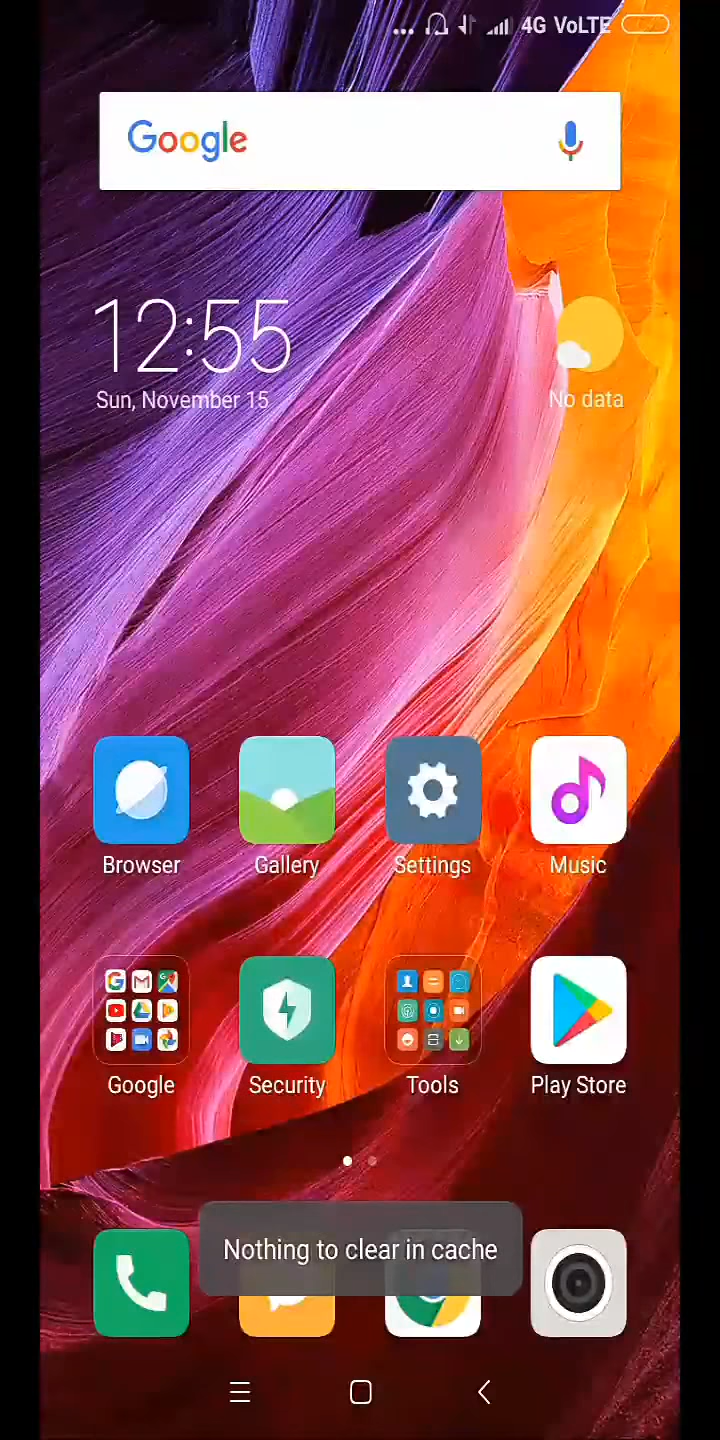 ... 4G VoLTE
Google
12:55
Sun, November 15
No data
Browser
Gallery
Settings
Music
Google
Security
Tools
Play Store
Nothing to clear in cache